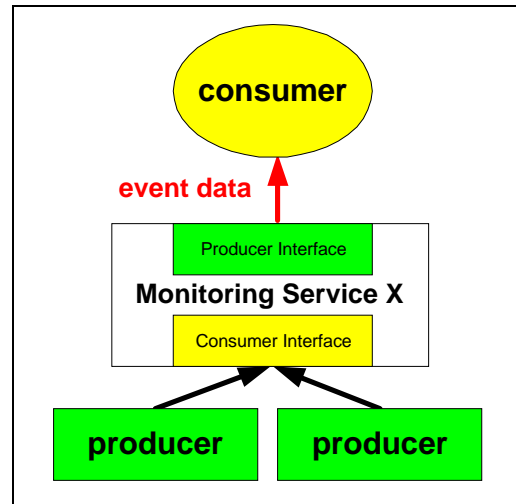 consumer
event data
Producer Interface
Monitoring Service X
Consumer Interface
producer
producer